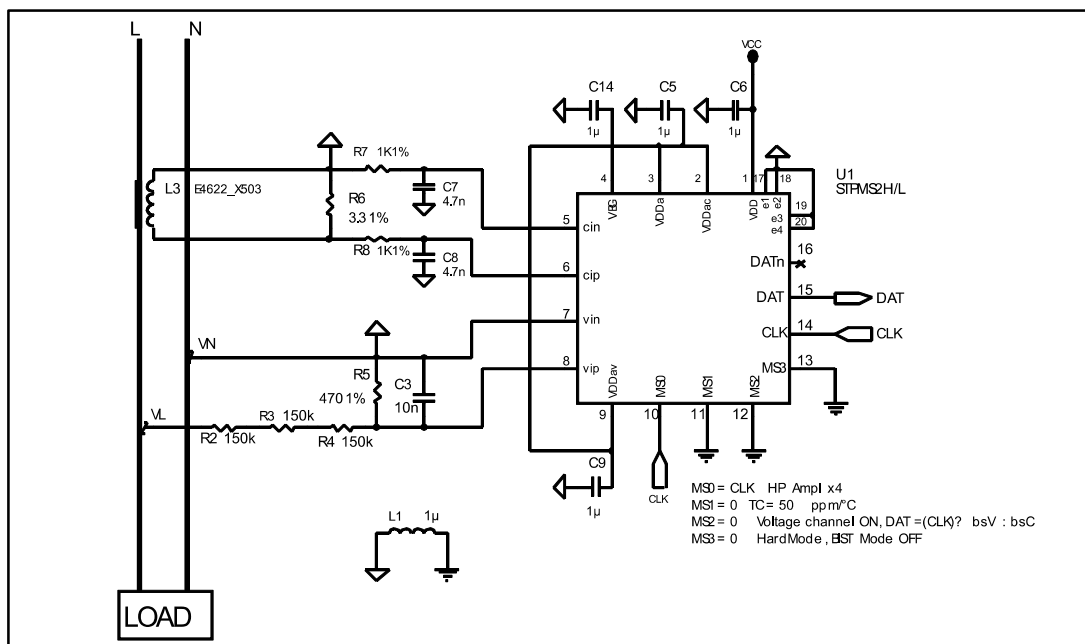 L N
VCC
C14 C5 C6
1µ 1µ 1µ
R7 1K1%
L3 E4622_X503
C7
4.7n
R6
3,3 1%
R8 1K1%
C8
4.7n
4 3 2 1 17 18
U1
STPMS2H/L
VBG VDDa VDDac VDD e1 e2
e3 19
e4 20
5 cin
6 cip
7 vin
8 vip
DATn 16
DAT 15 DAT
CLK 14 CLK
MS3 13
VDDav MS0 MS1 MS2
9 10 11 12
VN
R5
470 1%
C3
10n
VL
R2 150k
R3 150k
R4 150k
C9
1µ
CLK
L1 1µ
MS0 = CLK HP Ampl x4
MS1 = 0 TC = 50 ppm/°C
MS2 = 0 Voltage channel ON, DAT =(CLK)? bsV : bsC
MS3 = 0 HardMode , BIST Mode OFF
LOAD